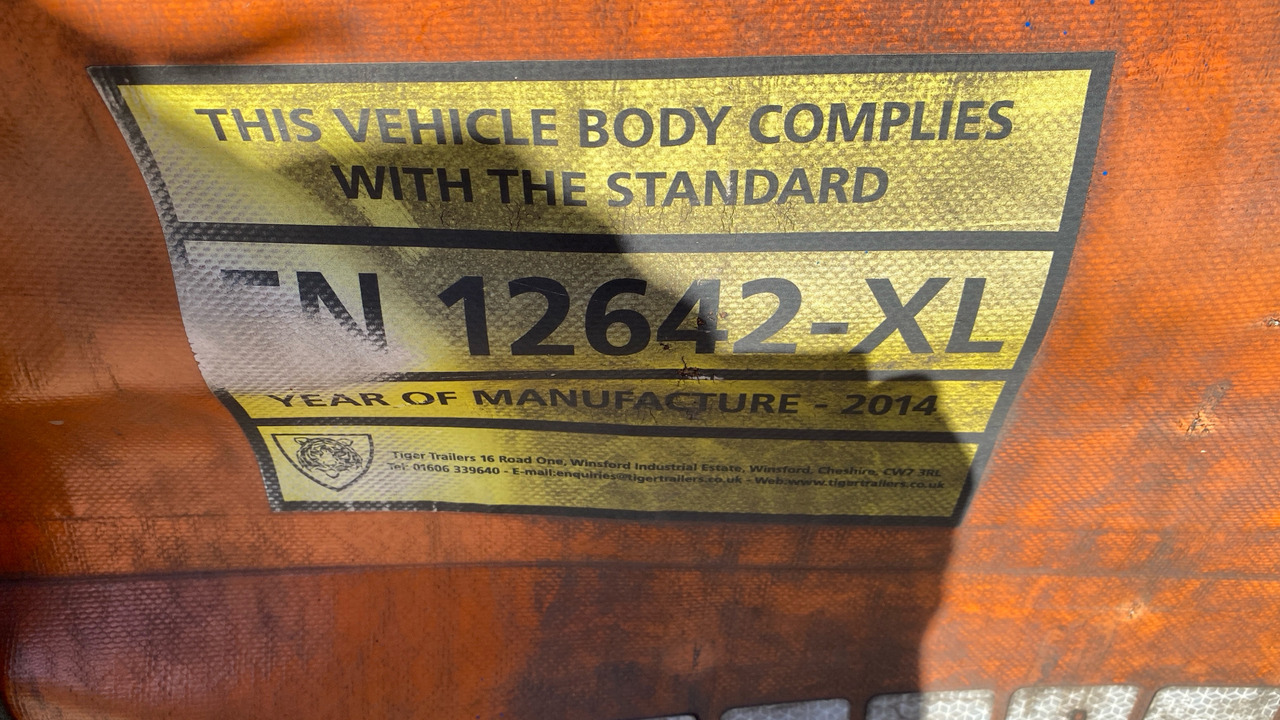 THIS VEHICLE BODY COMPLIES
WITH THE STANDARD
EN 12642-XL
YEAR OF MANUFACTURE - 2014
Tiger Trailers 16 Road One, Winsford Industrial Estate, Winsford, Cheshire, CW7 3RL
Tel: 01606 339640 - E-mail:enquiries@tigertrailers.co.uk - Web:www.tigertrailers.co.uk